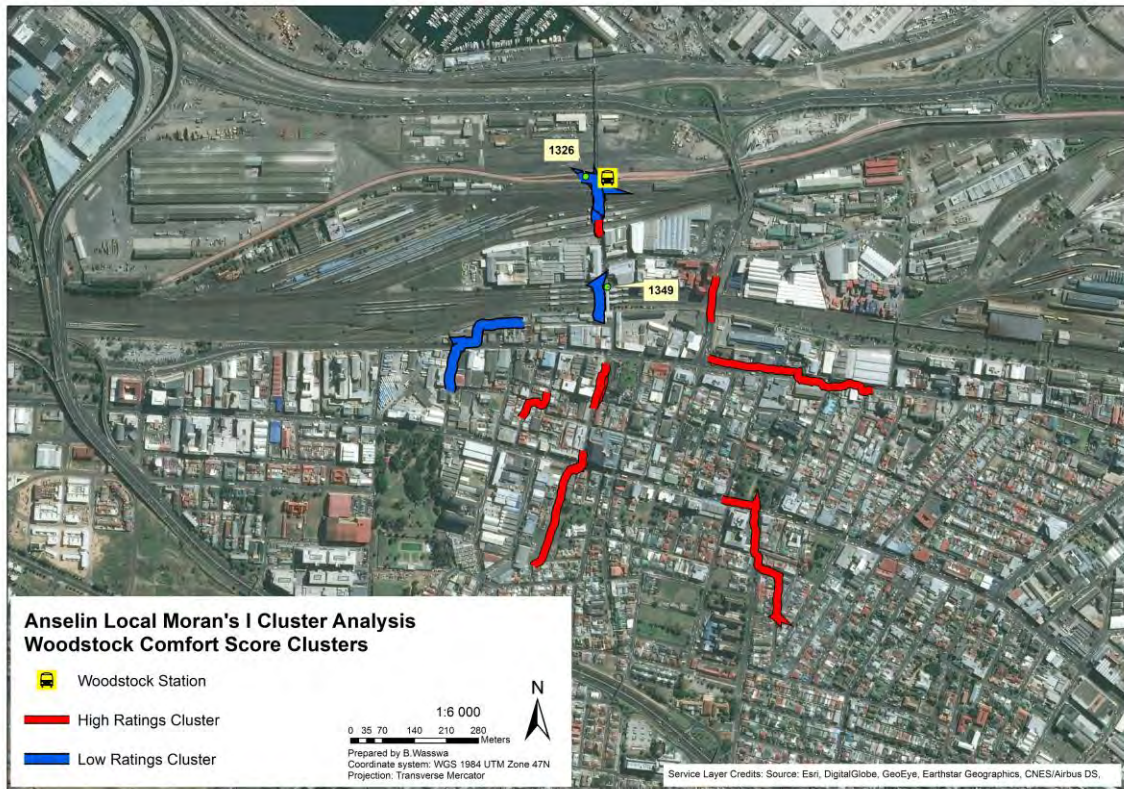 1326
1349
Anselin Local Moran's I Cluster Analysis
Woodstock Comfort Score Clusters
Woodstock Station
High Ratings Cluster
Low Ratings Cluster
N
1:6 000
0 35 70 140 210 280
Meters
Prepared by B.Wasswa
Coordinate system: WGS 1984 UTM Zone 47N
Projection: Transverse Mercator
Service Layer Credits: Source: Esri, DigitalGlobe, GeoEye, Earthstar Geographics, CNES/Airbus DS,